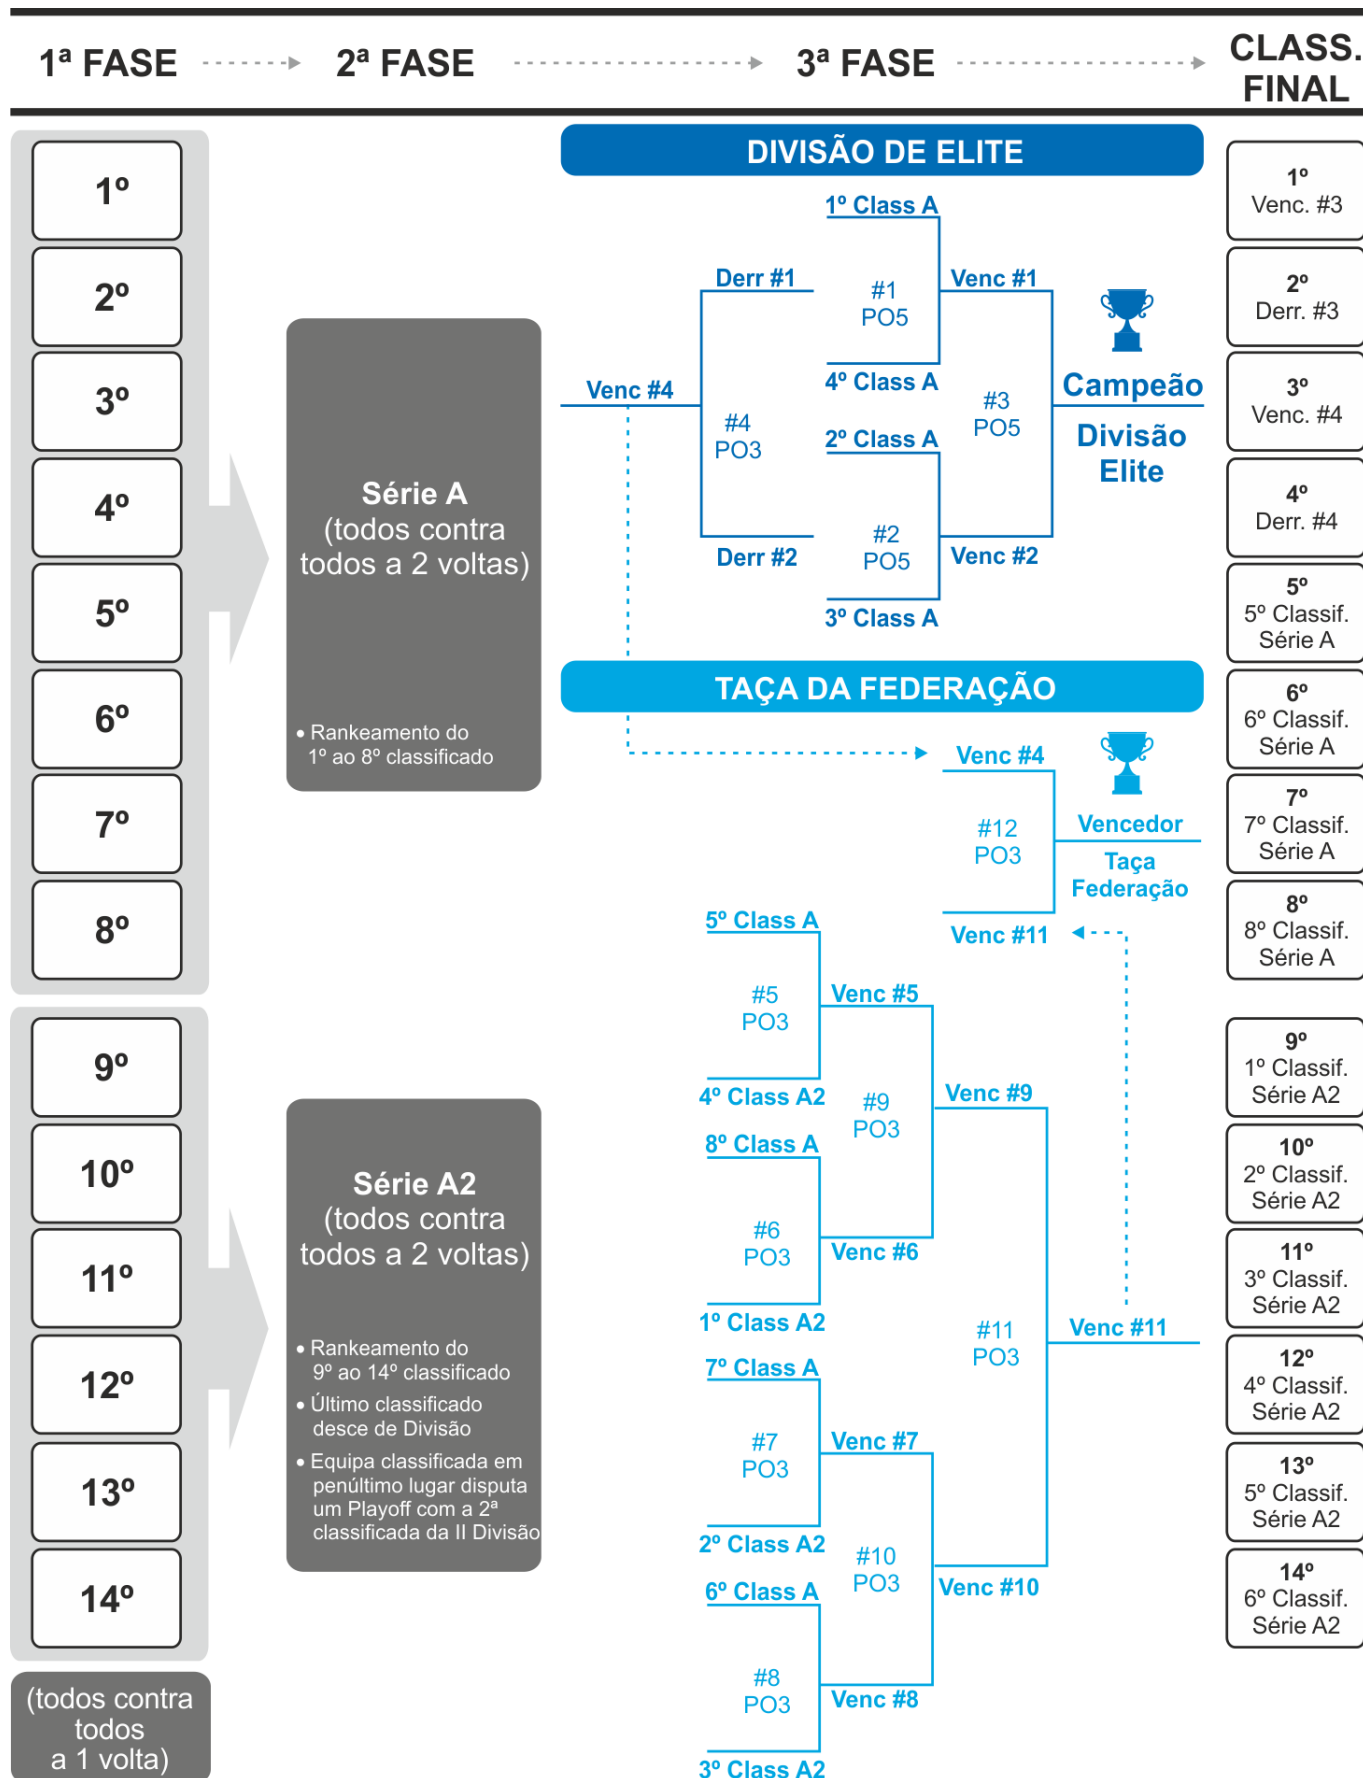 1ª FASE
2ª FASE
3ª FASE
CLASS.
FINAL
1º
2º
3º
4º
5º
6º
7º
8º
9º
10º
11º
12º
13º
14º
(todos contra
todos
a 1 volta)
Série A
(todos contra
todos a 2 voltas)
• Rankeamento do
1º ao 8º classificado
Série A2
(todos contra
todos a 2 voltas)
• Rankeamento do
9º ao 14º classificado
• Último classificado
desce de Divisão
• Equipa classificada em
penúltimo lugar disputa
um Playoff com a 2ª
classificada da II Divisão
DIVISÃO DE ELITE
1º Class A
Derr #1
#1
PO5
Venc #1
4º Class A
Venc #4
#4
PO3
#3
PO5
Campeão
Divisão
Elite
2º Class A
#2
PO5
Derr #2
Venc #2
3º Class A
TAÇA DA FEDERAÇÃO
Venc #4
#12
PO3
Vencedor
Taça
Federação
Venc #11
5º Class A
#5
PO3
Venc #5
4º Class A2
#9
PO3
Venc #9
8º Class A
#6
PO3
Venc #6
1º Class A2
#11
PO3
Venc #11
7º Class A
#7
PO3
Venc #7
2º Class A2
#10
PO3
Venc #10
6º Class A
#8
PO3
Venc #8
3º Class A2
1º
Venc. #3
2º
Derr. #3
3º
Venc. #4
4º
Derr. #4
5º
5º Classif.
Série A
6º
6º Classif.
Série A
7º
7º Classif.
Série A
8º
8º Classif.
Série A
9º
1º Classif.
Série A2
10º
2º Classif.
Série A2
11º
3º Classif.
Série A2
12º
4º Classif.
Série A2
13º
5º Classif.
Série A2
14º
6º Classif.
Série A2